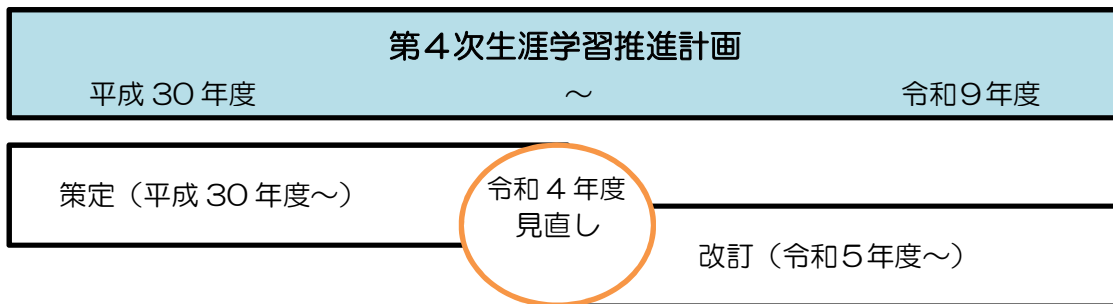 第４次生涯学習推進計画
平成 30 年度 ～ 令和９年度
策定（平成 30 年度～）
令和４年度
見直し
改訂（令和５年度～）